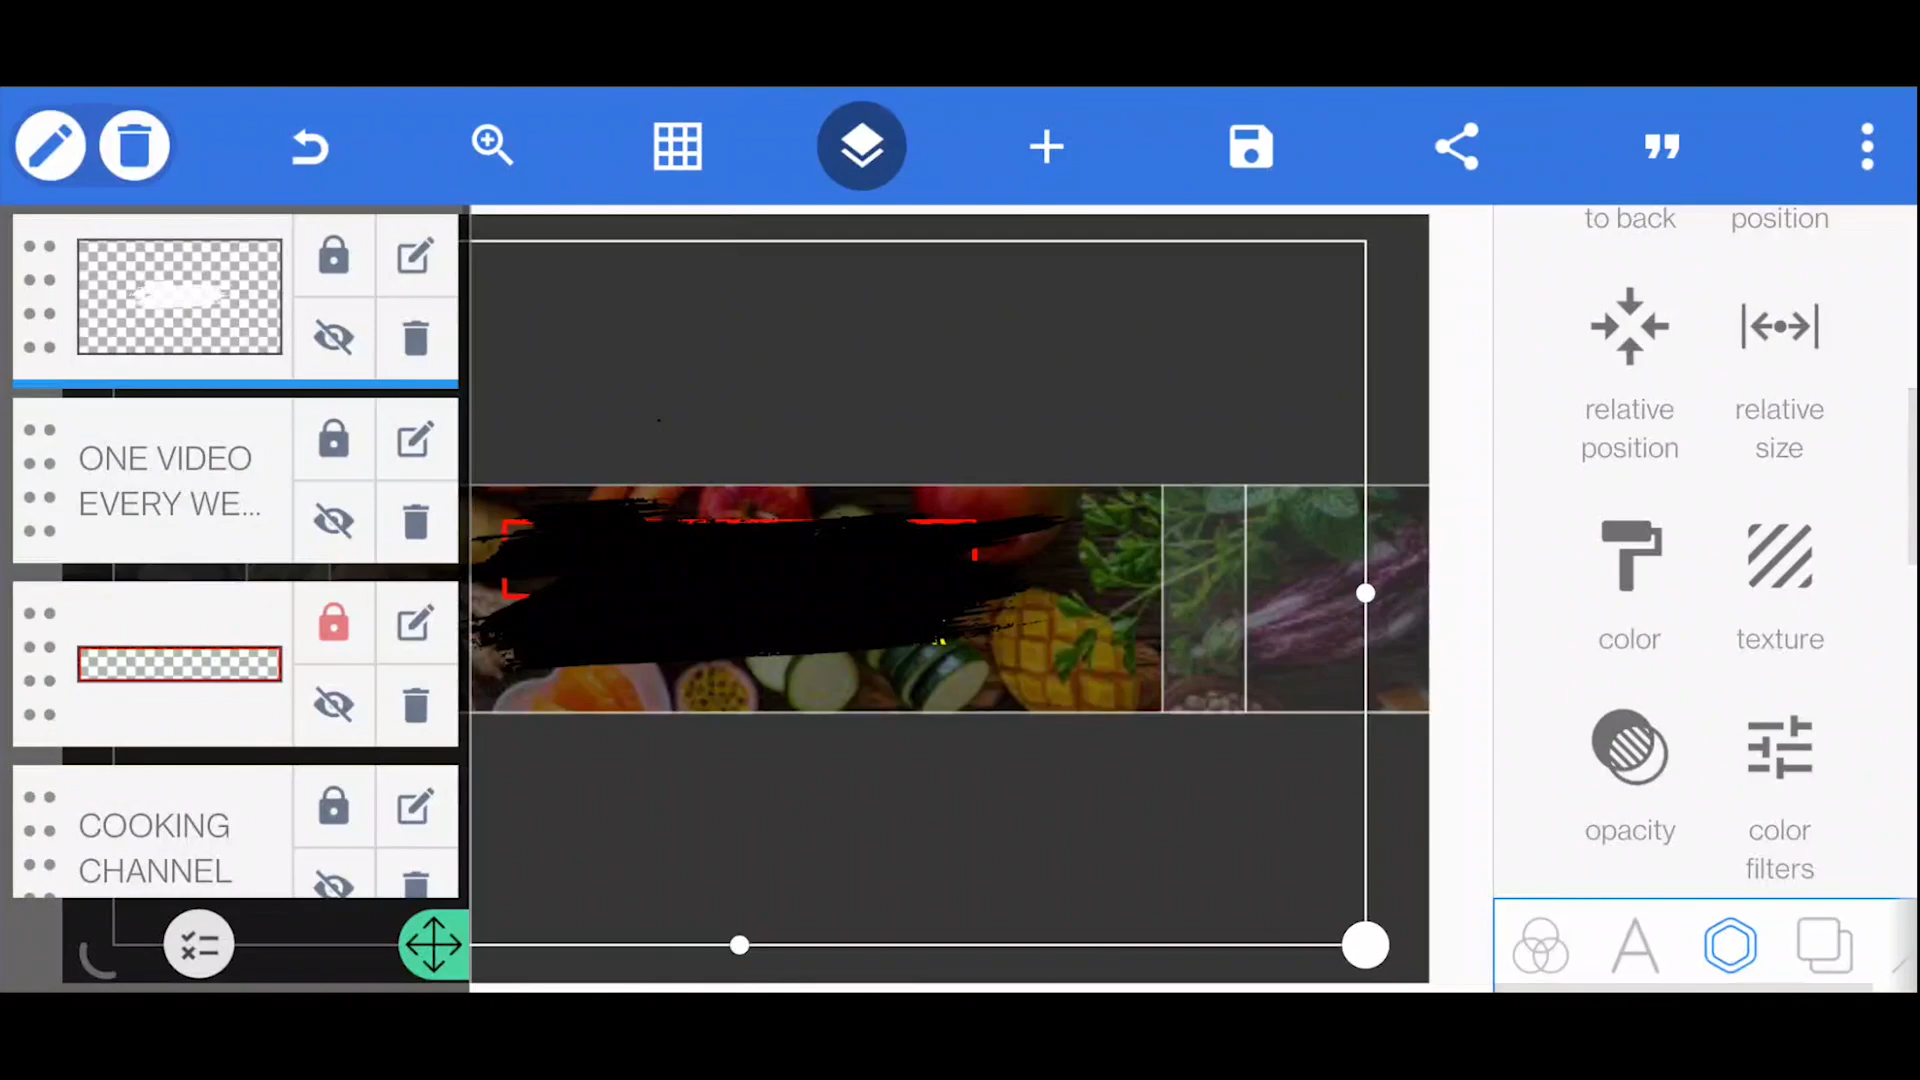 to back
position
ONE VIDEO
EVERY WE...
relative
position
relative
size
color
texture
COOKING
CHANNEL
opacity
color
filters